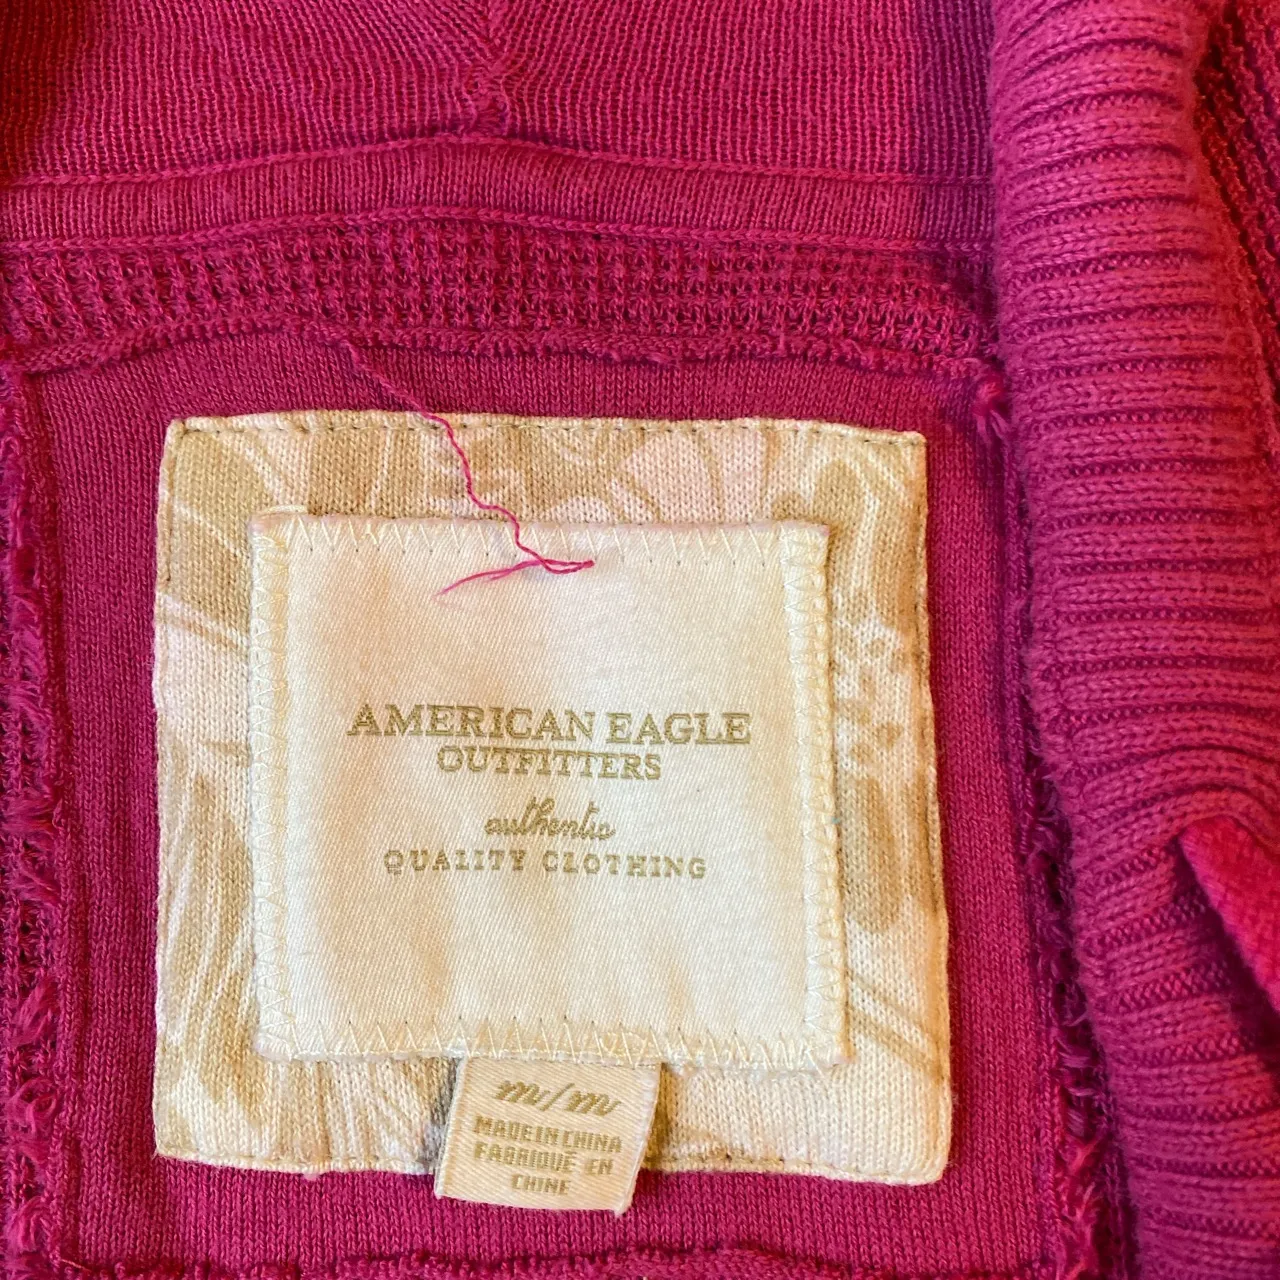 AMERICAN EAGLE
OUTFITTERS
authentic
QUALITY CLOTHING
m/m
MADE IN CHINA
FABRIQUÉ EN
CHINE